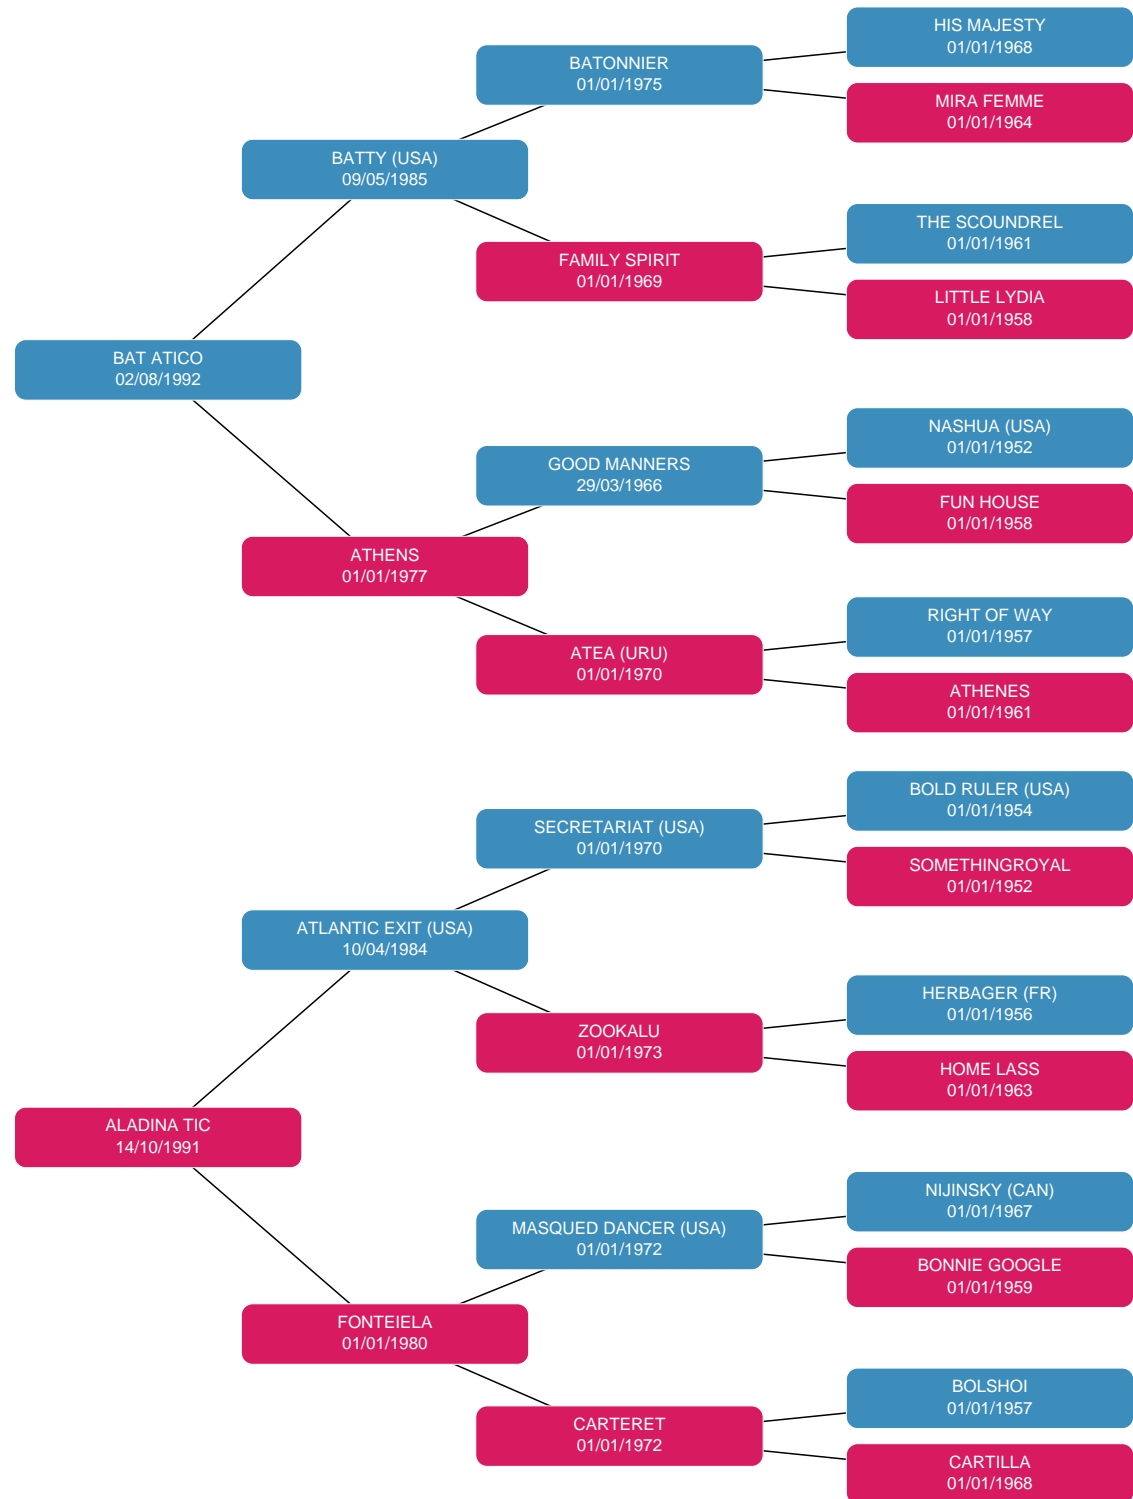 HIS MAJESTY
01/01/1968
BATONNIER
01/01/1975
MIRA FEMME
01/01/1964
BATTY (USA)
09/05/1985
THE SCOUNDREL
01/01/1961
FAMILY SPIRIT
01/01/1969
LITTLE LYDIA
01/01/1958
BAT ATICO
02/08/1992
NASHUA (USA)
01/01/1952
GOOD MANNERS
29/03/1966
FUN HOUSE
01/01/1958
ATHENS
01/01/1977
RIGHT OF WAY
01/01/1957
ATEA (URU)
01/01/1970
ATHENES
01/01/1961
BOLD RULER (USA)
01/01/1954
SECRETARIAT (USA)
01/01/1970
SOMETHINGROYAL
01/01/1952
ATLANTIC EXIT (USA)
10/04/1984
HERBAGER (FR)
01/01/1956
ZOOKALU
01/01/1973
HOME LASS
01/01/1963
ALADINA TIC
14/10/1991
NIJINSKY (CAN)
01/01/1967
MASQUED DANCER (USA)
01/01/1972
BONNIE GOOGLE
01/01/1959
FONTEIELA
01/01/1980
BOLSHOI
01/01/1957
CARTERET
01/01/1972
CARTILLA
01/01/1968